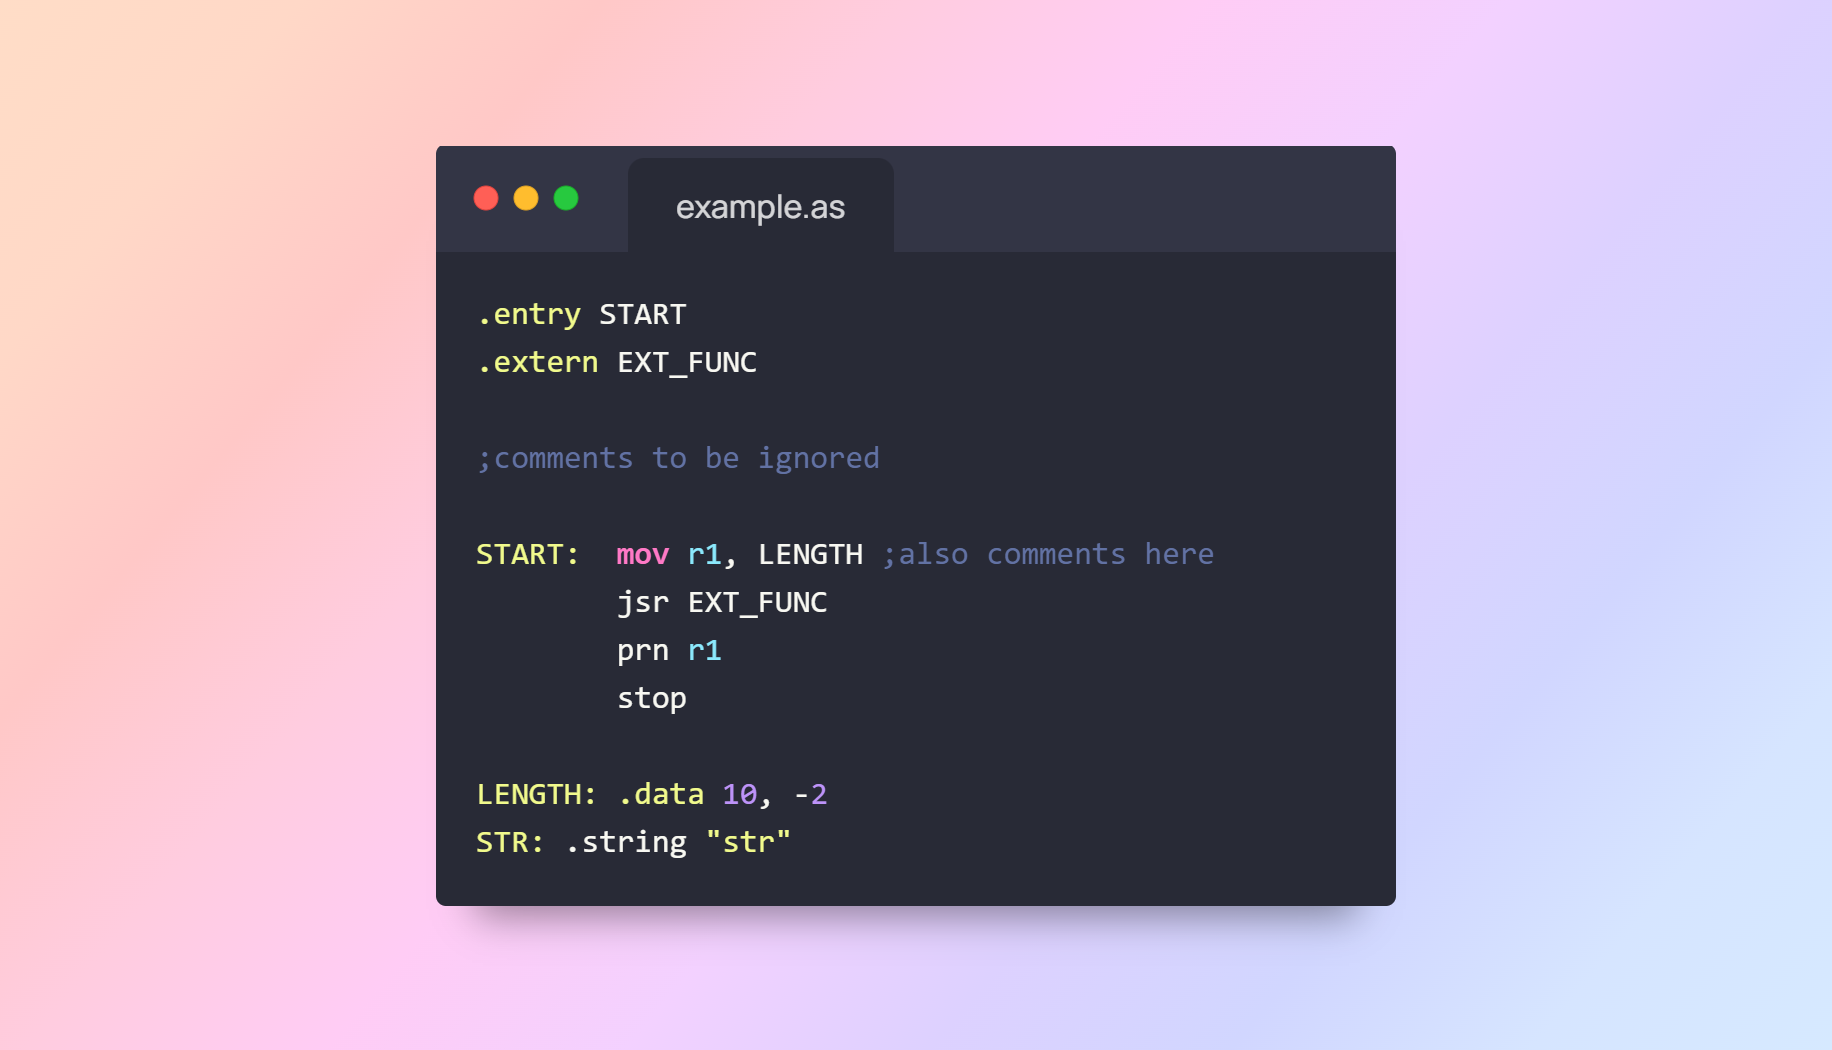 example.as
.entry START
.extern EXT_FUNC
;comments to be ignored
START:  mov r1, LENGTH ;also comments here
        jsr EXT_FUNC
        prn r1
        stop
LENGTH: .data 10, -2
STR: .string "str"